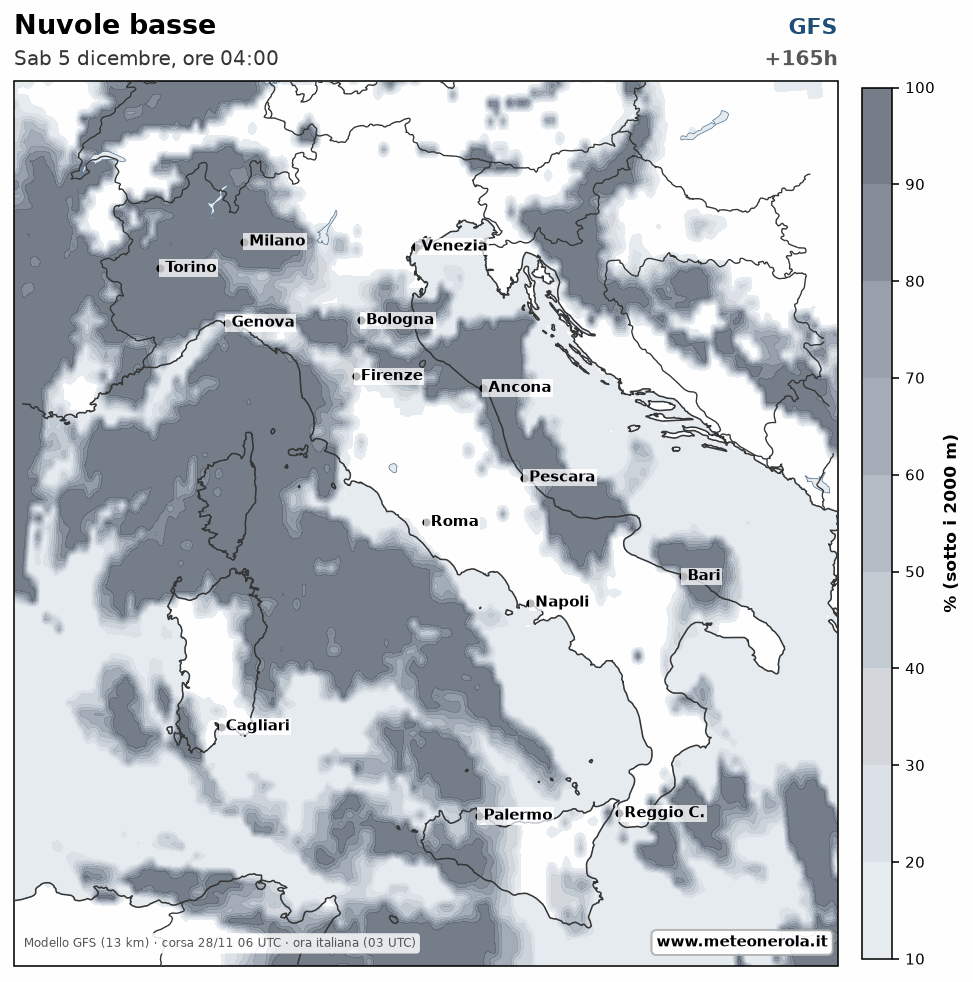 Nuvole basse
GFS
Sab 5 dicembre, ore 04:00
+165h
Milano
Venezia
Torino
Genova
Bologna
Firenze
Ancona
Pescara
Roma
Bari
Napoli
Cagliari
Palermo
Reggio C.
100
90
80
70
60
50
40
30
20
10
% (sotto i 2000 m)
Modello GFS (13 km) · corsa 28/11 06 UTC · ora italiana (03 UTC)
www.meteonerola.it